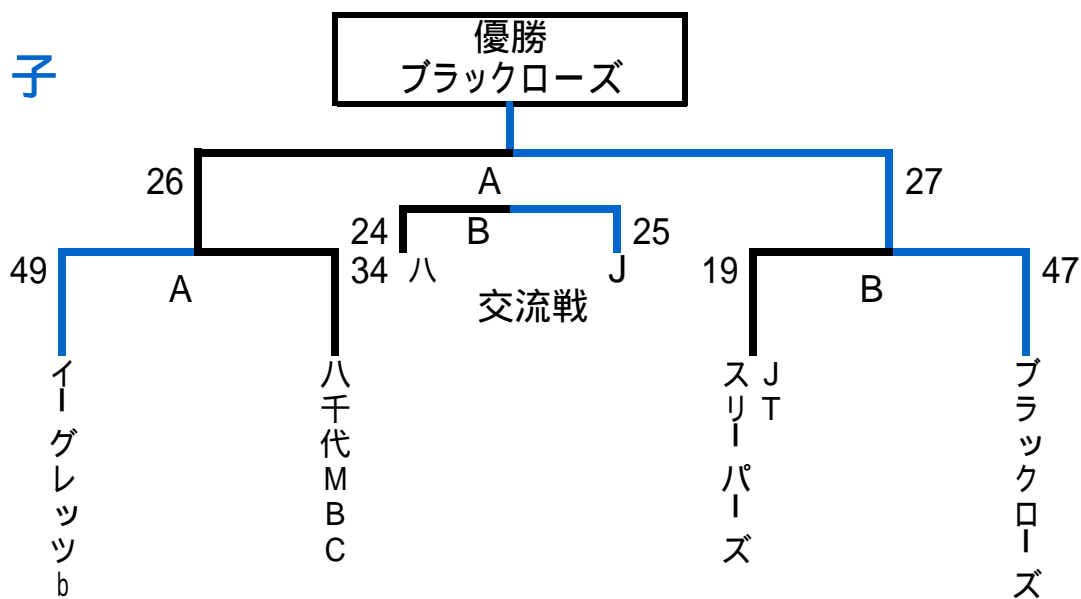 優勝
ブラックローズ
子
26
A
27
24
B
25
49
A
34
八
J
19
B
47
交流戦
イーグレッツb
八千代MBC
JT
スリーパーズ
ブラックローズ